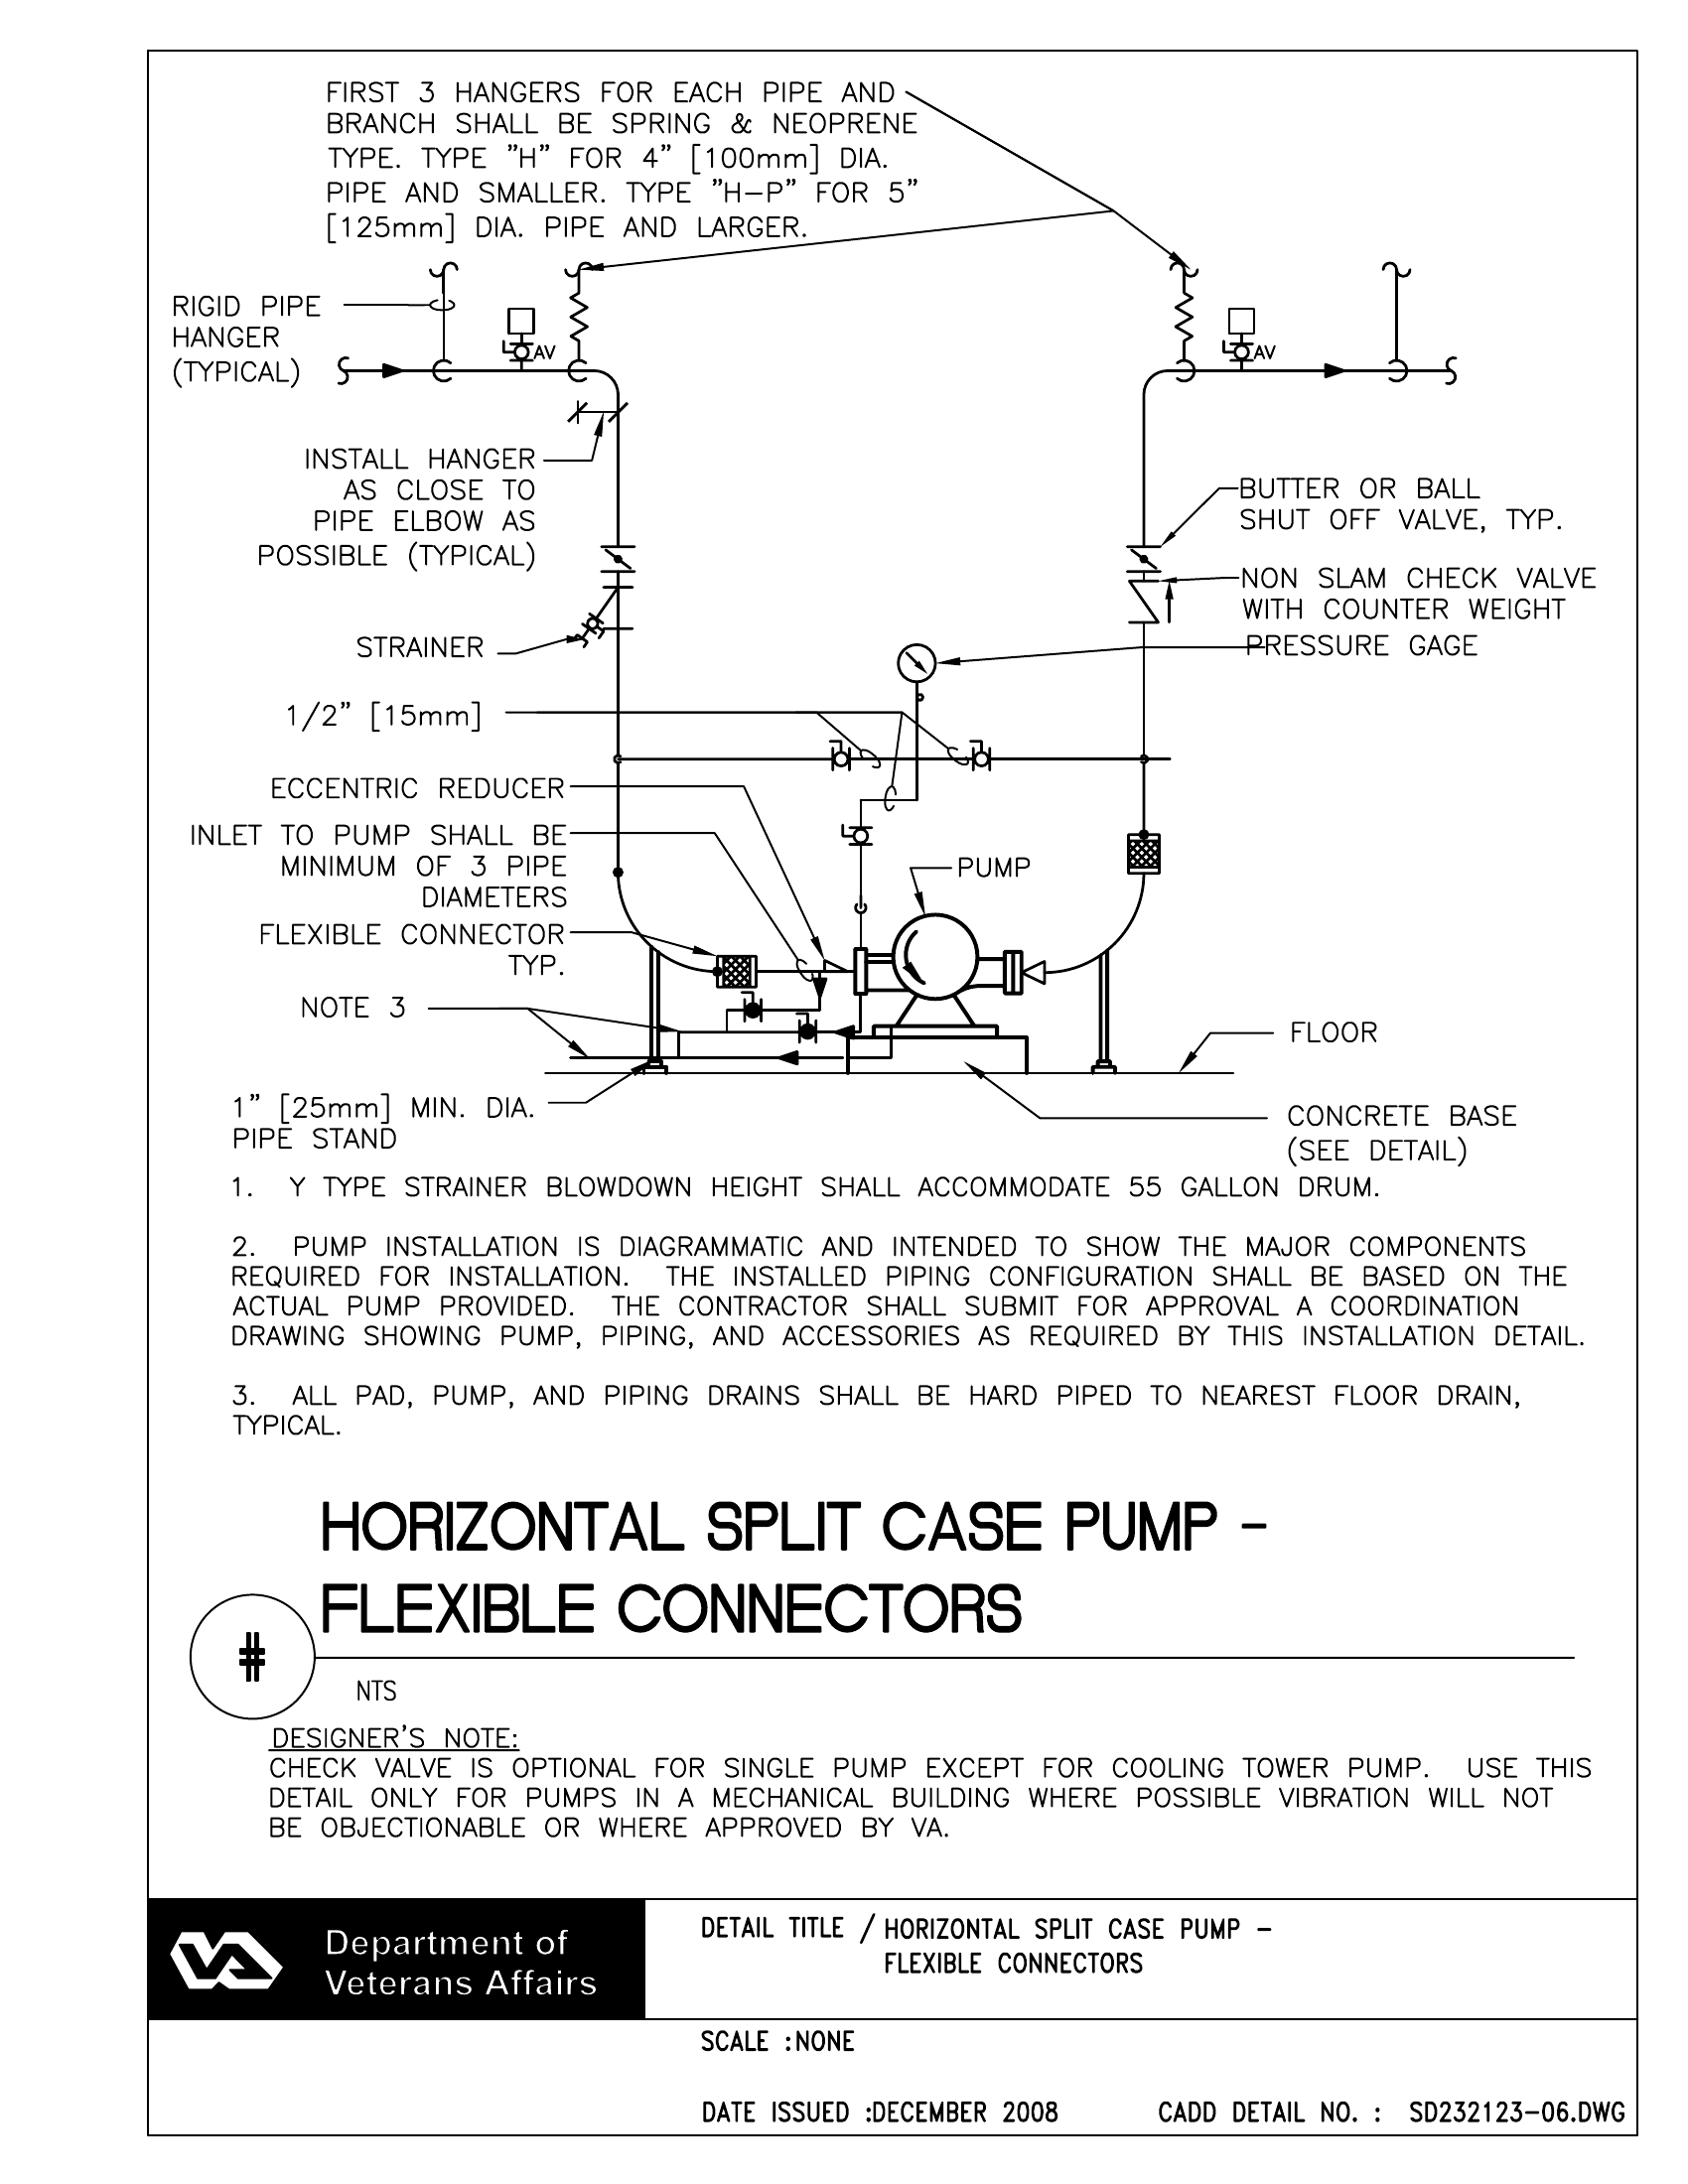 FIRST 3 HANGERS FOR EACH PIPE AND
BRANCH SHALL BE SPRING & NEOPRENE
TYPE. TYPE "H" FOR 4" [100mm] DIA.
PIPE AND SMALLER. TYPE "H-P" FOR 5"
[125mm] DIA. PIPE AND LARGER.
RIGID PIPE
HANGER
(TYPICAL)
AV
AV
INSTALL HANGER
AS CLOSE TO
PIPE ELBOW AS
POSSIBLE (TYPICAL)
BUTTER OR BALL
SHUT OFF VALVE, TYP.
NON SLAM CHECK VALVE
WITH COUNTER WEIGHT
STRAINER
PRESSURE GAGE
1/2" [15mm]
ECCENTRIC REDUCER
INLET TO PUMP SHALL BE
MINIMUM OF 3 PIPE
DIAMETERS
PUMP
FLEXIBLE CONNECTOR
TYP.
NOTE 3
FLOOR
1" [25mm] MIN. DIA.
PIPE STAND
CONCRETE BASE
(SEE DETAIL)
1. Y TYPE STRAINER BLOWDOWN HEIGHT SHALL ACCOMMODATE 55 GALLON DRUM.
2. PUMP INSTALLATION IS DIAGRAMMATIC AND INTENDED TO SHOW THE MAJOR COMPONENTS
REQUIRED FOR INSTALLATION. THE INSTALLED PIPING CONFIGURATION SHALL BE BASED ON THE
ACTUAL PUMP PROVIDED. THE CONTRACTOR SHALL SUBMIT FOR APPROVAL A COORDINATION
DRAWING SHOWING PUMP, PIPING, AND ACCESSORIES AS REQUIRED BY THIS INSTALLATION DETAIL.
3. ALL PAD, PUMP, AND PIPING DRAINS SHALL BE HARD PIPED TO NEAREST FLOOR DRAIN,
TYPICAL.
HORIZONTAL SPLIT CASE PUMP -
FLEXIBLE CONNECTORS
#
NTS
DESIGNER'S NOTE:
CHECK VALVE IS OPTIONAL FOR SINGLE PUMP EXCEPT FOR COOLING TOWER PUMP. USE THIS
DETAIL ONLY FOR PUMPS IN A MECHANICAL BUILDING WHERE POSSIBLE VIBRATION WILL NOT
BE OBJECTIONABLE OR WHERE APPROVED BY VA.
VA
Department of
Veterans Affairs
DETAIL TITLE / HORIZONTAL SPLIT CASE PUMP -
FLEXIBLE CONNECTORS
SCALE :NONE
DATE ISSUED :DECEMBER 2008 CADD DETAIL NO. : SD232123-06.DWG